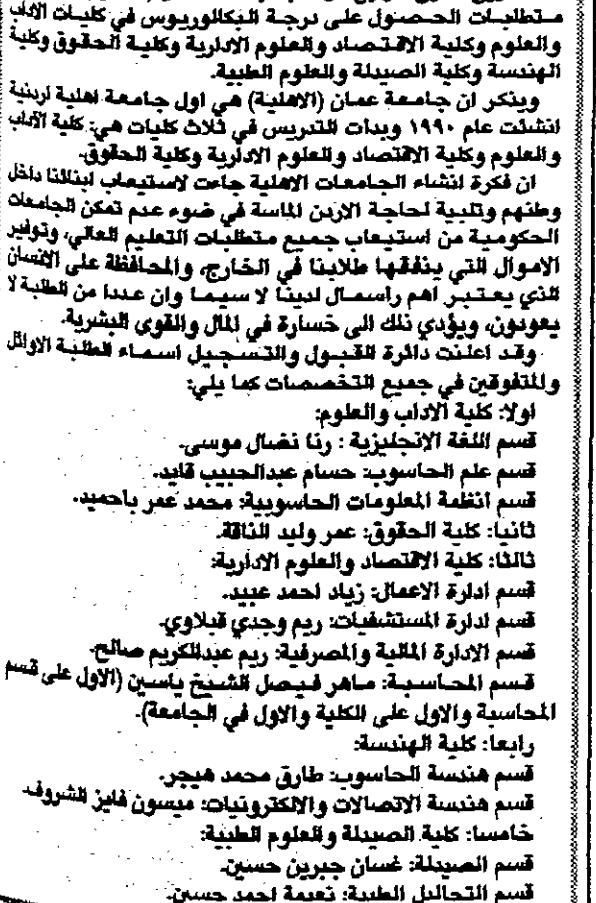 متطلبات الحصول على درجة البكالوريوس في كليات الاداب
والعلوم وكلية الاقتصاد والعلوم الادارية وكلية الحقوق وكلية
الهندسة وكلية الصيدلة والعلوم الطبية.
ويذكر ان جامعة عمان (الاهلية) هي اول جامعة اهلية اردنية
انشئت عام ١٩٩٠ وبدات التدريس في ثلاث كليات هي: كلية الآداب
والعلوم وكلية الاقتصاد والعلوم الادارية وكلية الحقوق.
ان فكرة انشاء الجامعات الاهلية جاءت لاستيعاب ابنائنا داخل
وطنهم وتلبية لحاجة الاردن الماسة في ضوء عدم تمكن الجامعات
الحكومية من استيعاب جميع متطلبات التعليم العالي، وتوفير
الاموال التي ينفقها طلابنا في الخارج، والمحافظة على الانسان
الذي يعتبر اهم راسمال لدينا لا سيما وان عددا من الطلبة لا
يعودون، ويؤدي ذلك الى خسارة في المال والقوى البشرية.
وقد اعلنت دائرة القبول والتسجيل اسماء الطلبة الاوائل
والمتفوقين في جميع التخصصات كما يلي:
اولا: كلية الاداب والعلوم:
قسم اللغة الانجليزية : رنا نضال موسى.
قسم علم الحاسوب: حسام عبدالحبيب قايد.
قسم انظمة المعلومات الحاسوبية: محمد عمر باحميد.
ثانيا: كلية الحقوق: عمر وليد الناقة.
ثالثا: كلية الاقتصاد والعلوم الادارية:
قسم ادارة الاعمال: زياد احمد عبيد.
قسم ادارة المستشفيات: ريم وجدي قبلاوي.
قسم الادارة المالية والمصرفية: ريم عبدالكريم صالح.
قسم المحاسبة: ماهر فيصل الشيخ ياسين (الاول على قسم
المحاسبة والاول على الكلية والاول في الجامعة).
رابعا: كلية الهندسة:
قسم هندسة الحاسوب: طارق محمد هيجر.
قسم هندسة الاتصالات والالكترونيات: ميسون فايز الشروف.
خامسا: كلية الصيدلة والعلوم الطبية:
قسم الصيدلة: غسان جبرين حسين.
قسم التحاليل الطبية: نعيمة احمد حسين.